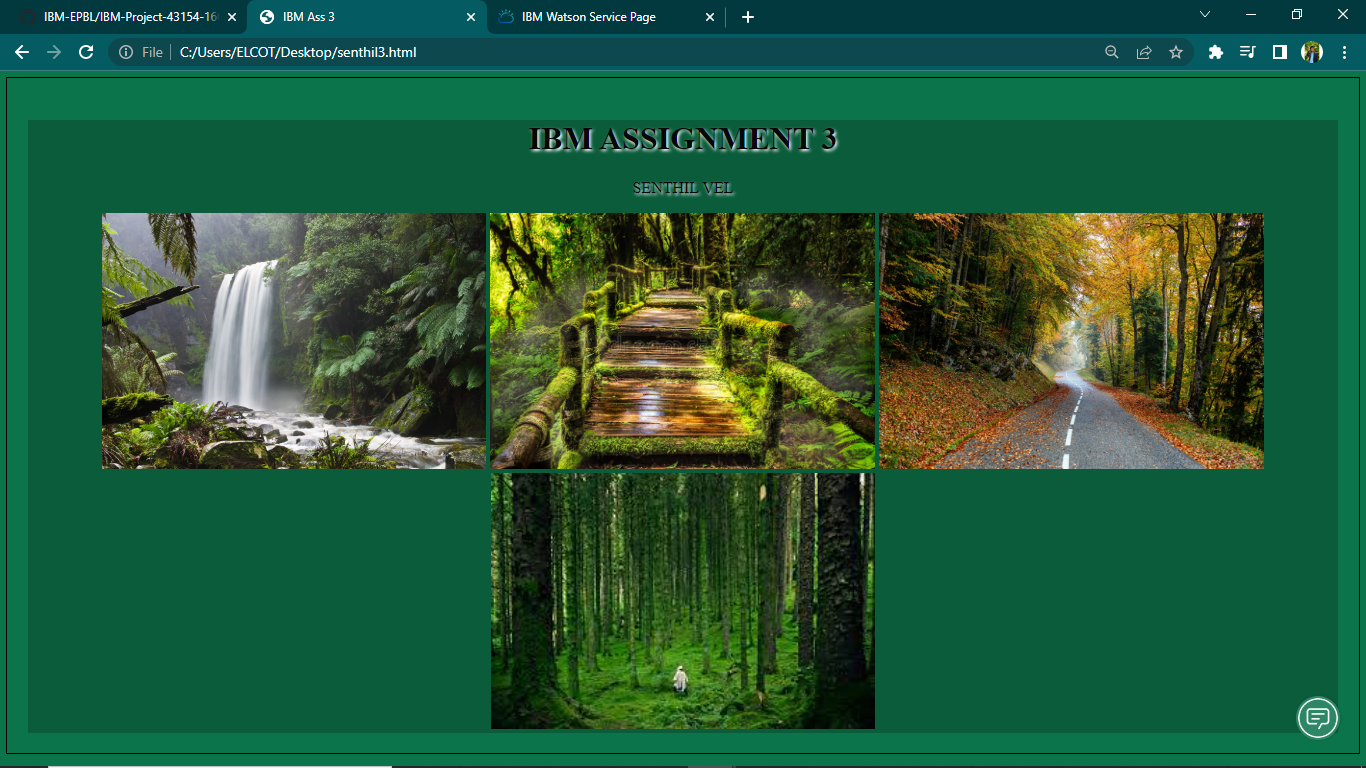 IBM-EPBL/IBM-Project-43154-16
IBM Ass 3
IBM Watson Service Page
File
C:/Users/ELCOT/Desktop/senthil3.html
IBM ASSIGNMENT 3
SENTHIL VEL